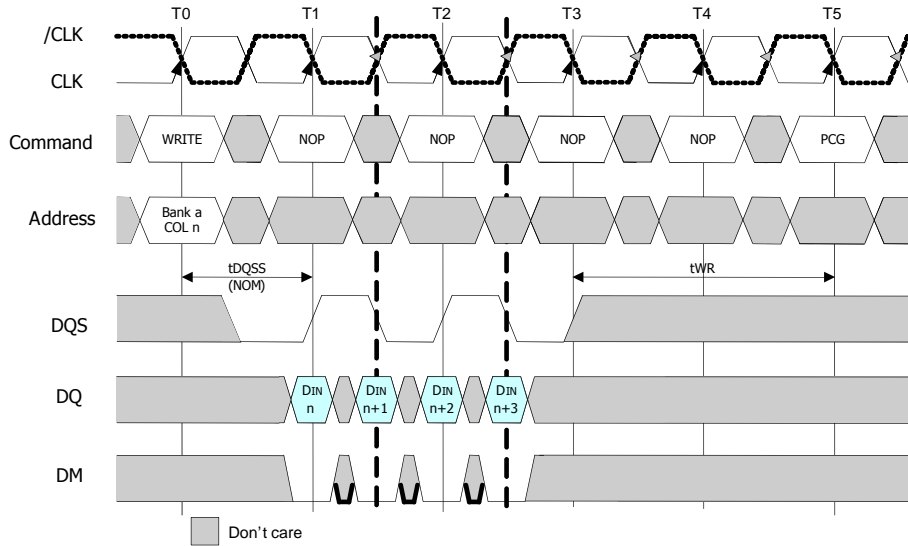 T0 T1 T2 T3 T4 T5
/CLK
CLK
Command WRITE NOP NOP NOP NOP PCG
Address Bank a
COL n
tDQSS
(NOM)
tWR
DQS
DQ DIN
n DIN
n+1 DIN
n+2 DIN
n+3
DM
Don't care